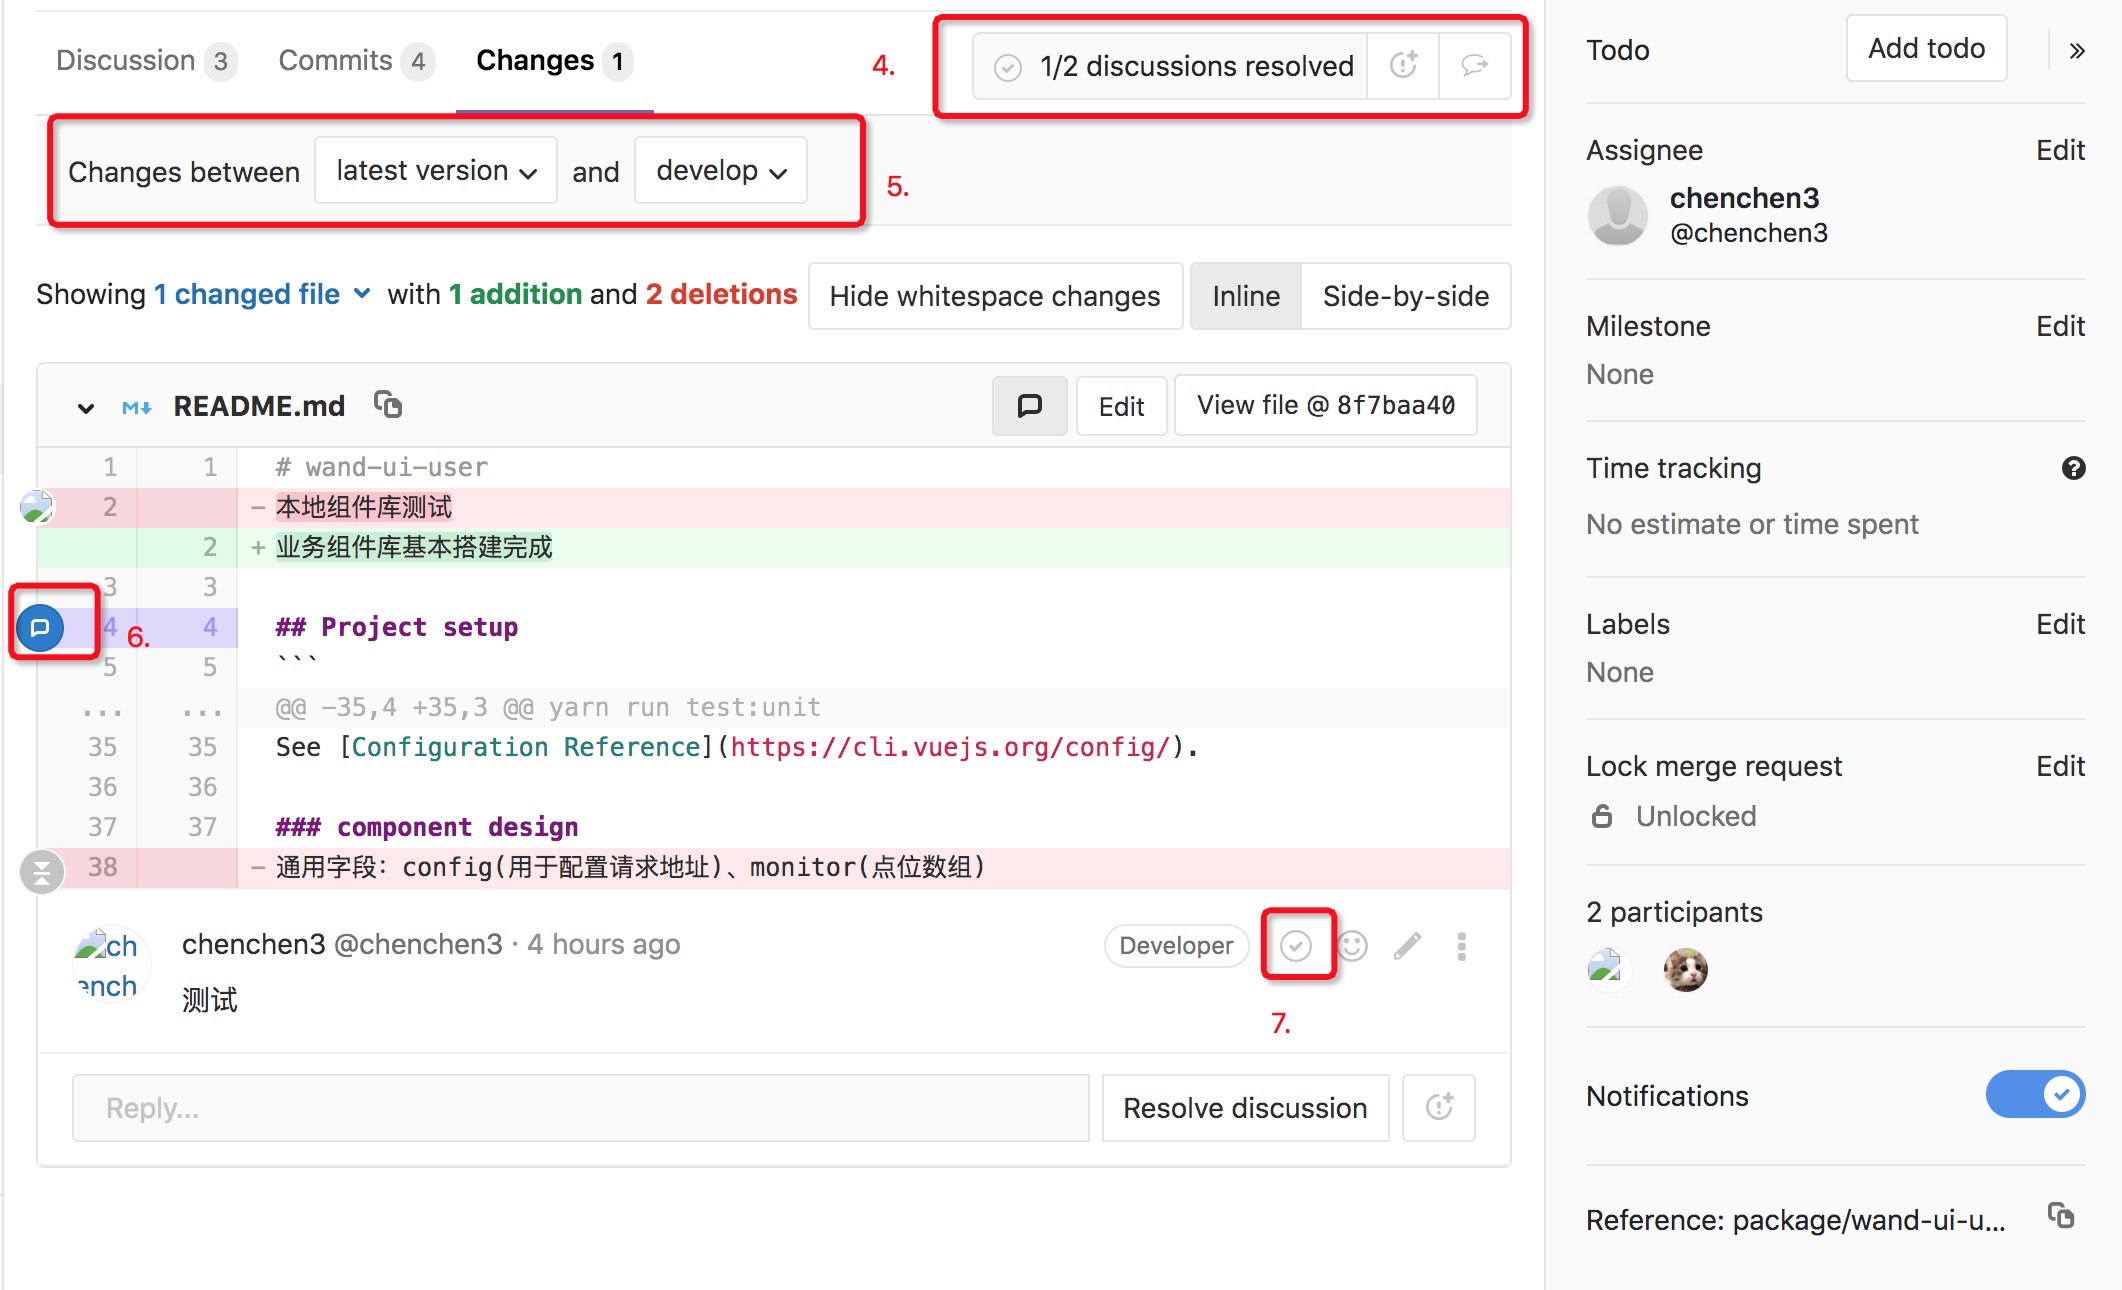 Discussion 3 Commits 4 Changes 1
4.
1/2 discussions resolved
Changes between latest version and develop
5.
Showing 1 changed file with 1 addition and 2 deletions
Hide whitespace changes Inline Side-by-side
README.md Edit View file @ 8f7baa40
1 1 # wand-ui-user
2 - 本地组件库测试
2 + 业务组件库基本搭建完成
3 3
4 4 ## Project setup
6.
5 5 ```
... ... @@ -35,4 +35,3 @@ yarn run test:unit
35 35 See [Configuration Reference](https://cli.vuejs.org/config/).
36 36
37 37 ### component design
38 - 通用字段：config(用于配置请求地址)、monitor(点位数组)
ch
ench
chenchen3 @chenchen3 · 4 hours ago Developer
测试
7.
Reply... Resolve discussion
Todo Add todo »
Assignee Edit
chenchen3
@chenchen3
Milestone Edit
None
Time tracking ?
No estimate or time spent
Labels Edit
None
Lock merge request Edit
Unlocked
2 participants
Notifications
Reference: package/wand-ui-u...